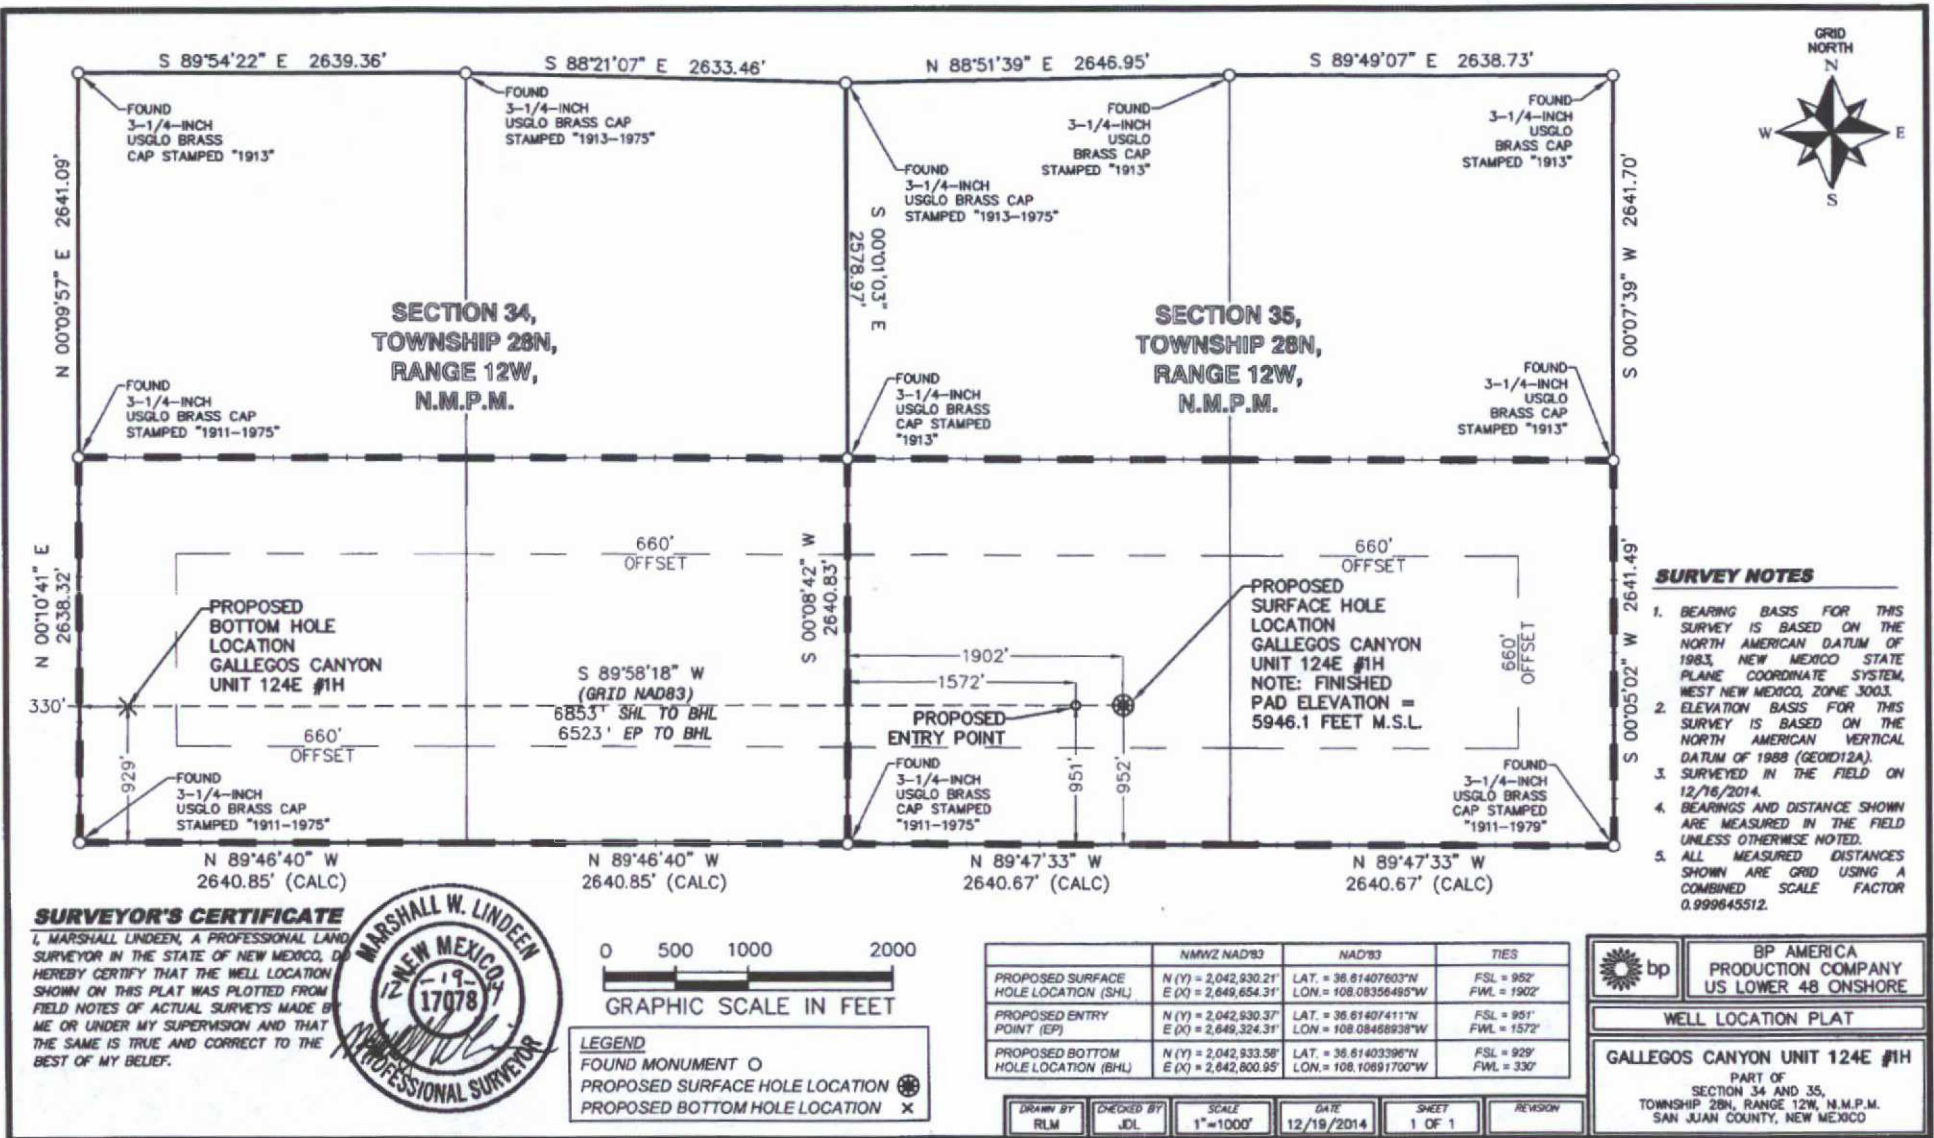 S 89°54'22" E 2639.36'
S 88°21'07" E 2633.46'
N 88°51'39" E 2646.95'
S 89°49'07" E 2638.73'
GRID
NORTH
N
W
E
S
FOUND
3-1/4-INCH
USGLO BRASS
CAP STAMPED "1913"
FOUND
3-1/4-INCH
USGLO BRASS CAP
STAMPED "1913-1975"
FOUND
3-1/4-INCH
USGLO BRASS CAP
STAMPED "1913-1975"
FOUND
3-1/4-INCH
USGLO
BRASS CAP
STAMPED "1913"
FOUND
3-1/4-INCH
USGLO
BRASS CAP
STAMPED "1913"
N 00°09'57" E 2641.09'
S 00°01'03" E
2578.97'
S 00°07'39" W 2641.70'
SECTION 34,
TOWNSHIP 28N,
RANGE 12W,
N.M.P.M.
SECTION 35,
TOWNSHIP 28N,
RANGE 12W,
N.M.P.M.
FOUND
3-1/4-INCH
USGLO BRASS CAP
STAMPED "1911-1975"
FOUND
3-1/4-INCH
USGLO BRASS
CAP STAMPED
"1913"
FOUND
3-1/4-INCH
USGLO
BRASS CAP
STAMPED "1913"
N 00°10'41" E
2638.32'
660'
OFFSET
S 00°08'42" W
2640.83'
660'
OFFSET
660'
OFFSET
S 00°05'02" W 2641.49'
PROPOSED
BOTTOM HOLE
LOCATION
GALLEGOS CANYON
UNIT 124E #1H
S 89°58'18" W
(GRID NAD83)
6853' SHL TO BHL
6523' EP TO BHL
1902'
1572'
PROPOSED
ENTRY POINT
PROPOSED
SURFACE HOLE
LOCATION
GALLEGOS CANYON
UNIT 124E #1H
NOTE: FINISHED
PAD ELEVATION =
5946.1 FEET M.S.L.
330'
929'
660'
OFFSET
951'
952'
FOUND
3-1/4-INCH
USGLO BRASS CAP
STAMPED "1911-1975"
FOUND
3-1/4-INCH
USGLO BRASS
CAP STAMPED
"1911-1975"
FOUND
3-1/4-INCH
USGLO BRASS
CAP STAMPED
"1911-1979"
N 89°46'40" W
2640.85' (CALC)
N 89°46'40" W
2640.85' (CALC)
N 89°47'33" W
2640.67' (CALC)
N 89°47'33" W
2640.67' (CALC)
SURVEY NOTES
1. BEARING BASIS FOR THIS
SURVEY IS BASED ON THE
NORTH AMERICAN DATUM OF
1983, NEW MEXICO STATE
PLANE COORDINATE SYSTEM,
WEST NEW MEXICO, ZONE 3003.
2. ELEVATION BASIS FOR THIS
SURVEY IS BASED ON THE
NORTH AMERICAN VERTICAL
DATUM OF 1988 (GEOID12A).
3. SURVEYED IN THE FIELD ON
12/16/2014.
4. BEARINGS AND DISTANCE SHOWN
ARE MEASURED IN THE FIELD
UNLESS OTHERWISE NOTED.
5. ALL MEASURED DISTANCES
SHOWN ARE GRID USING A
COMBINED SCALE FACTOR
0.999645512.
SURVEYOR'S CERTIFICATE
I, MARSHALL LINDEEN, A PROFESSIONAL LAND
SURVEYOR IN THE STATE OF NEW MEXICO, D
HEREBY CERTIFY THAT THE WELL LOCATION
SHOWN ON THIS PLAT WAS PLOTTED FROM
FIELD NOTES OF ACTUAL SURVEYS MADE B
ME OR UNDER MY SUPERVISION AND THAT
THE SAME IS TRUE AND CORRECT TO THE
BEST OF MY BELIEF.
MARSHALL W. LINDEEN
NEW MEXICO
12-19-14
17078
PROFESSIONAL SURVEYOR
0 500 1000 2000
GRAPHIC SCALE IN FEET
LEGEND
FOUND MONUMENT
PROPOSED SURFACE HOLE LOCATION
PROPOSED BOTTOM HOLE LOCATION
NMWZ NAD'83 NAD'83 TIES
PROPOSED SURFACE N (Y) = 2,042,930.21' LAT. = 36.61407603°N FSL = 952'
HOLE LOCATION (SHL) E (X) = 2,649,654.31' LON.= 108.08356495°W FWL = 1902'
PROPOSED ENTRY N (Y) = 2,042,930.37' LAT. = 36.61407411°N FSL = 951'
POINT (EP) E (X) = 2,649,324.31' LON = 108.08468938°W FWL = 1572'
PROPOSED BOTTOM N (Y) = 2,042,933.58' LAT. = 36.61403396°N FSL = 929'
HOLE LOCATION (BHL) E (X) = 2,642,800.95' LON.= 108.10691700°W FWL = 330'
DRAWN BY CHECKED BY SCALE DATE SHEET REVISION
RLM JDL 1"=1000' 12/19/2014 1 OF 1
bp
BP AMERICA
PRODUCTION COMPANY
US LOWER 48 ONSHORE
WELL LOCATION PLAT
GALLEGOS CANYON UNIT 124E #1H
PART OF
SECTION 34 AND 35,
TOWNSHIP 28N, RANGE 12W, N.M.P.M.
SAN JUAN COUNTY, NEW MEXICO